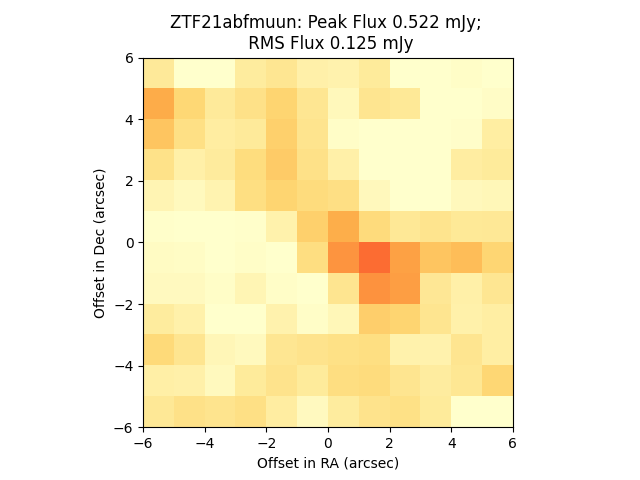 ZTF21abfmuun: Peak Flux 0.522 mJy;
RMS Flux 0.125 mJy
6
4
2
0
−2
−4
−6
Offset in Dec (arcsec)
−6 −4 −2 0 2 4 6
Offset in RA (arcsec)